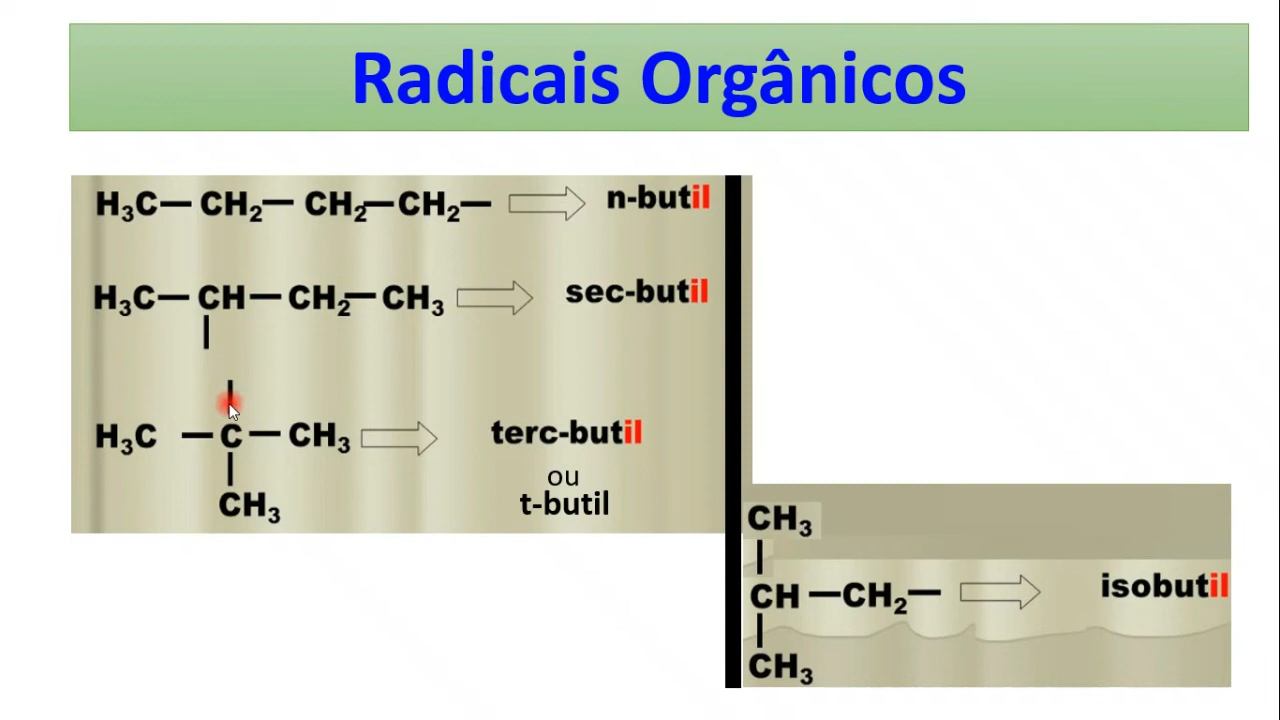 Radicais Orgânicos
H₃C— CH₂— CH₂—CH₂— n-butil
H₃C— CH— CH₂— CH₃ sec-butil
|
|
H₃C —C— CH₃ terc-butil
|
ou
CH₃ t-butil
CH₃
|
CH —CH₂— isobutil
|
CH₃